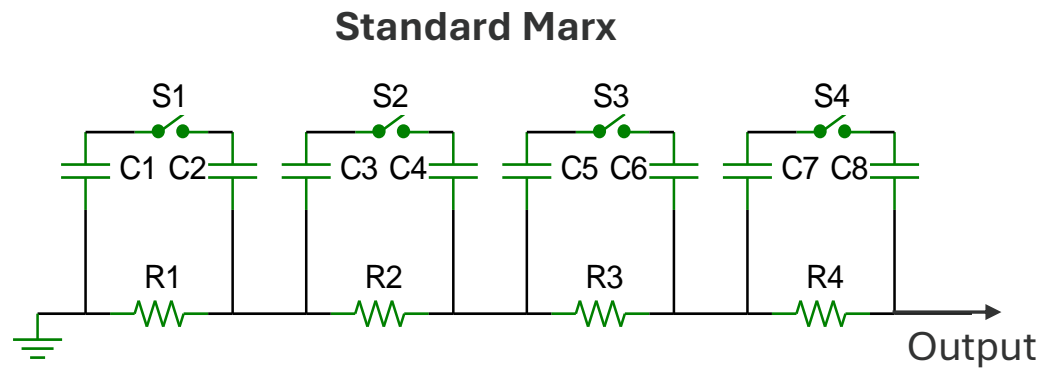 Standard Marx
S1 S2 S3 S4
C1 C2 C3 C4 C5 C6 C7 C8
R1 R2 R3 R4
Output